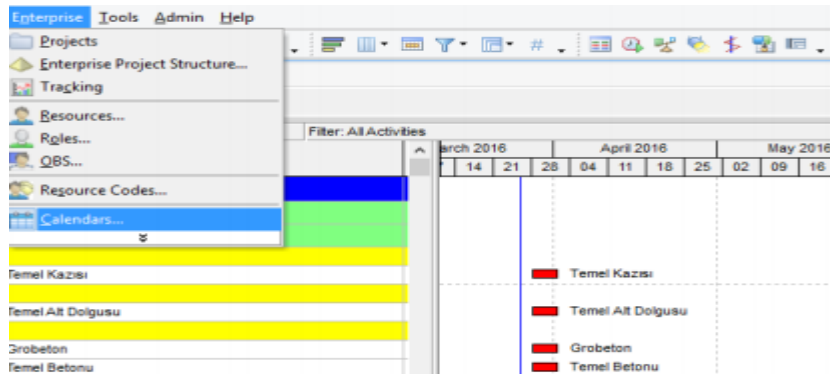 Enterprise Tools Admin Help
Projects
Enterprise Project Structure...
Tracking
Resources...
Roles...
OBS...
Resource Codes...
Calendars...
Filter: All Activities
arch 2016 April 2016 May 2016
14 21 28 04 11 18 25 02 09 16
Temel Kazısı Temel Kazısı
Temel Alt Dolgusu Temel Alt Dolgusu
Grobeton Grobeton
Temel Betonu Temel Betonu